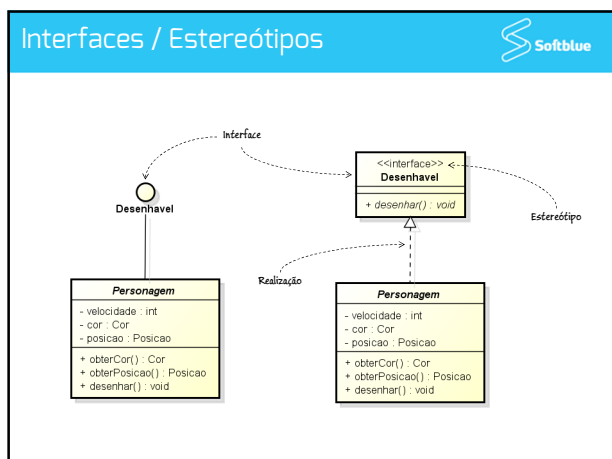 Interfaces / Estereótipos
Softblue
Interface
Desenhavel
<<interface>>
Desenhavel
+ desenhar() : void
Estereótipo
Realização
Personagem
- velocidade : int
- cor : Cor
- posicao : Posicao
+ obterCor() : Cor
+ obterPosicao() : Posicao
+ desenhar() : void
Personagem
- velocidade : int
- cor : Cor
- posicao : Posicao
+ obterCor() : Cor
+ obterPosicao() : Posicao
+ desenhar() : void